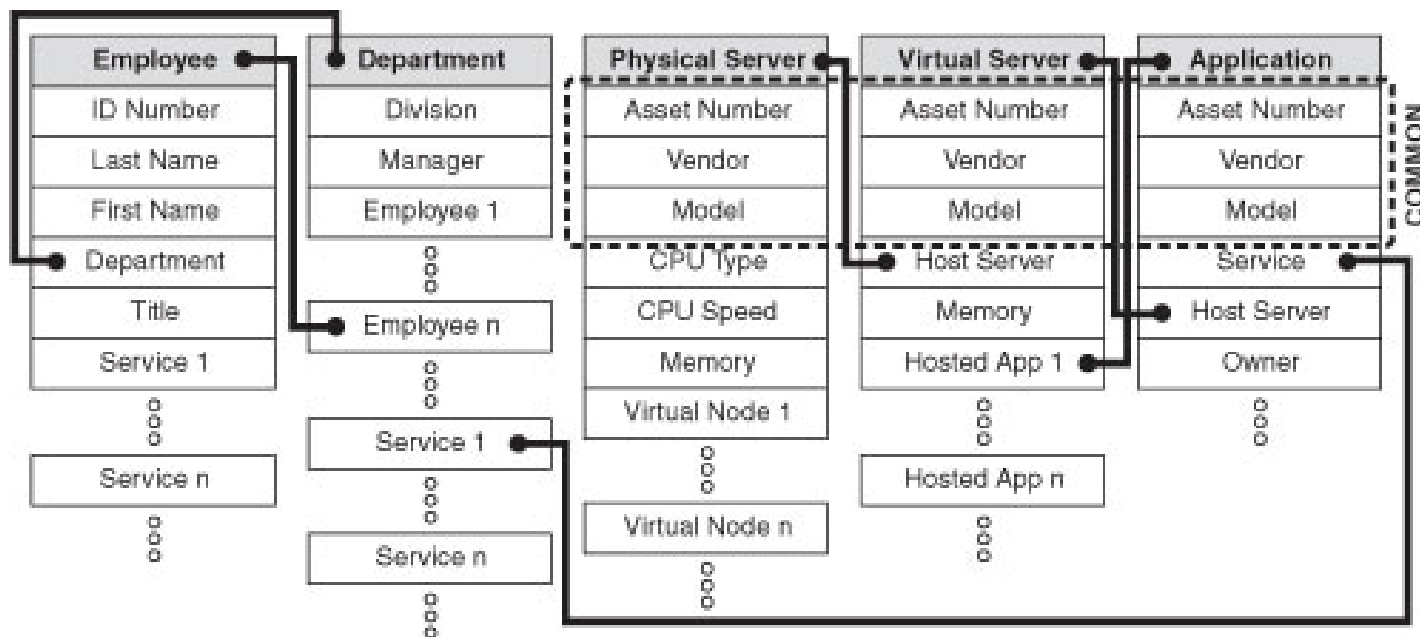 Employee
ID Number
Last Name
First Name
Department
Title
Service 1
Service n
Department
Division
Manager
Employee 1
Employee n
Service 1
Service n
Physical Server
Asset Number
Vendor
Model
CPU Type
CPU Speed
Memory
Virtual Node 1
Virtual Node n
Virtual Server
Asset Number
Vendor
Model
Host Server
Memory
Hosted App 1
Hosted App n
Application
Asset Number
Vendor
Model
Service
Host Server
Owner
COMMON